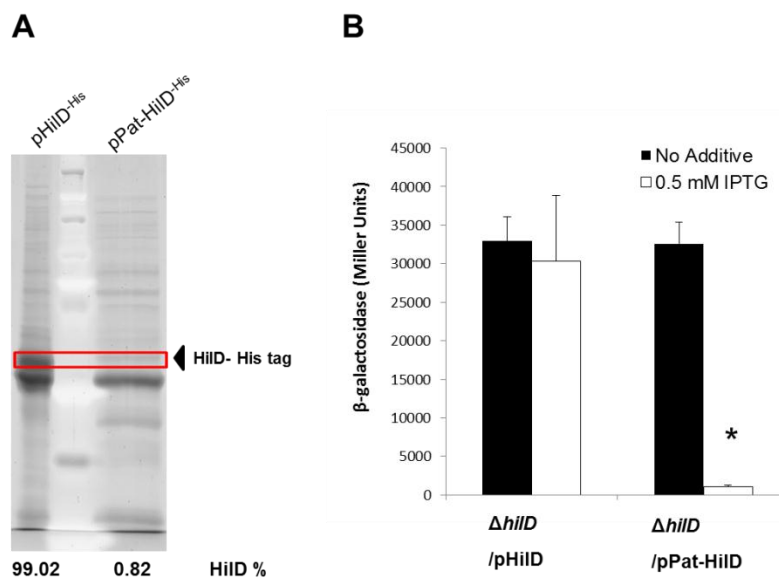 A
pHilD-His
pPat-HilD-His
HilD- His tag
99.02 0.82 HilD %
B
No Additive
0.5 mM IPTG
β-galactosidase (Miller Units)
45000
40000
35000
30000
25000
20000
15000
10000
5000
0
*
ΔhilD
/pHilD
ΔhilD
/pPat-HilD